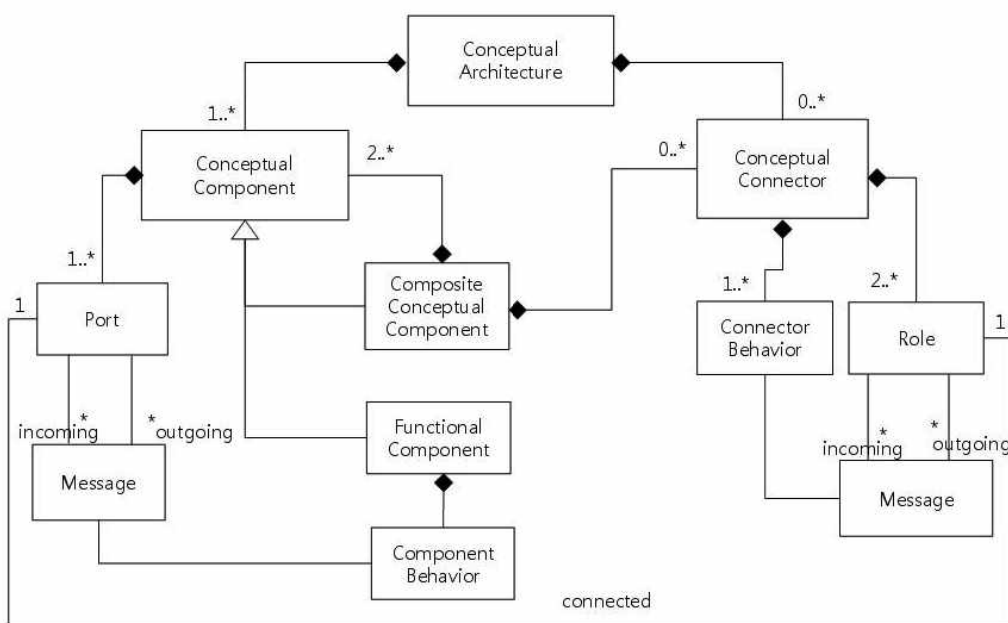 Conceptual
Architecture
1..*
0..*
Conceptual
Component
2..*
0..*
Conceptual
Connector
1..*
Composite
Conceptual
Component
1..*
2..*
1
Port
Connector
Behavior
Role
1
*
*
incoming
outgoing
Functional
Component
*
*
incoming
outgoing
Message
Message
Component
Behavior
connected